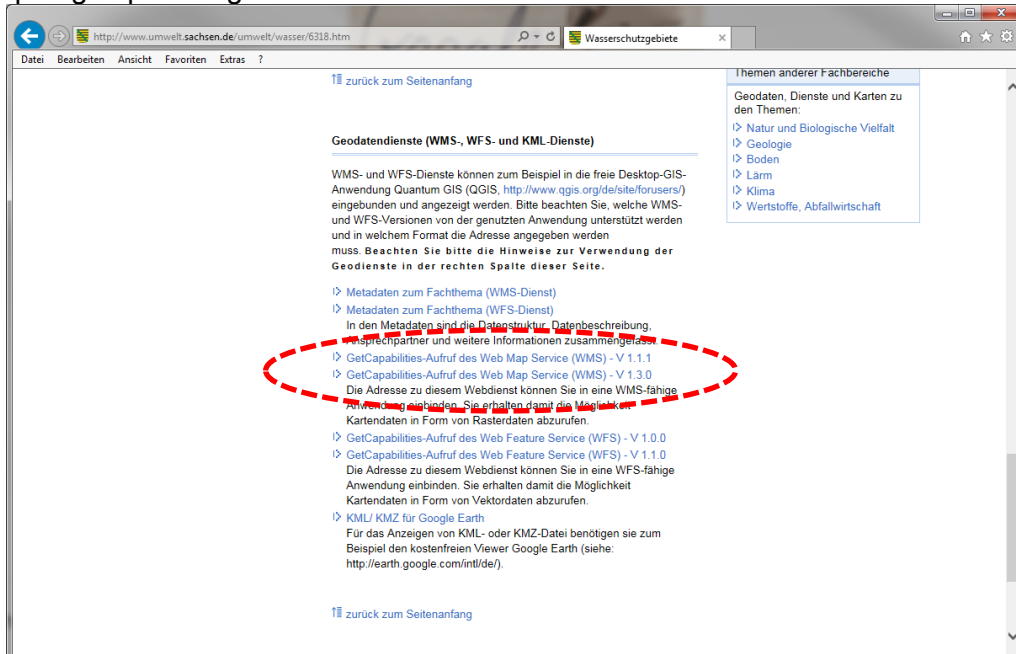 http://www.umwelt.sachsen.de/umwelt/wasser/6318.htm
Wasserschutzgebiete
Datei Bearbeiten Ansicht Favoriten Extras ?
zurück zum Seitenanfang
Geodatendienste (WMS-, WFS- und KML-Dienste)
WMS- und WFS-Dienste können zum Beispiel in die freie Desktop-GIS-
Anwendung Quantum GIS (QGIS, http://www.qgis.org/de/site/forusers/)
eingebunden und angezeigt werden. Bitte beachten Sie, welche WMS-
und WFS-Versionen von der genutzten Anwendung unterstützt werden
und in welchem Format die Adresse angegeben werden
muss. Beachten Sie bitte die Hinweise zur Verwendung der
Geodienste in der rechten Spalte dieser Seite.
Metadaten zum Fachthema (WMS-Dienst)
Metadaten zum Fachthema (WFS-Dienst)
In den Metadaten sind die Datenstruktur, Datenbeschreibung,
Ansprechpartner und weitere Informationen zusammengefasst.
GetCapabilities-Aufruf des Web Map Service (WMS) - V 1.1.1
GetCapabilities-Aufruf des Web Map Service (WMS) - V 1.3.0
Die Adresse zu diesem Webdienst können Sie in eine WMS-fähige
Anwendung einbinden. Sie erhalten damit die Möglichkeit
Kartendaten in Form von Rasterdaten abzurufen.
GetCapabilities-Aufruf des Web Feature Service (WFS) - V 1.0.0
GetCapabilities-Aufruf des Web Feature Service (WFS) - V 1.1.0
Die Adresse zu diesem Webdienst können Sie in eine WFS-fähige
Anwendung einbinden. Sie erhalten damit die Möglichkeit
Kartendaten in Form von Vektordaten abzurufen.
KML/ KMZ für Google Earth
Für das Anzeigen von KML- oder KMZ-Datei benötigen sie zum
Beispiel den kostenfreien Viewer Google Earth (siehe:
http://earth.google.com/intl/de/).
zurück zum Seitenanfang
Themen anderer Fachbereiche
Geodaten, Dienste und Karten zu
den Themen:
Natur und Biologische Vielfalt
Geologie
Boden
Lärm
Klima
Wertstoffe, Abfallwirtschaft